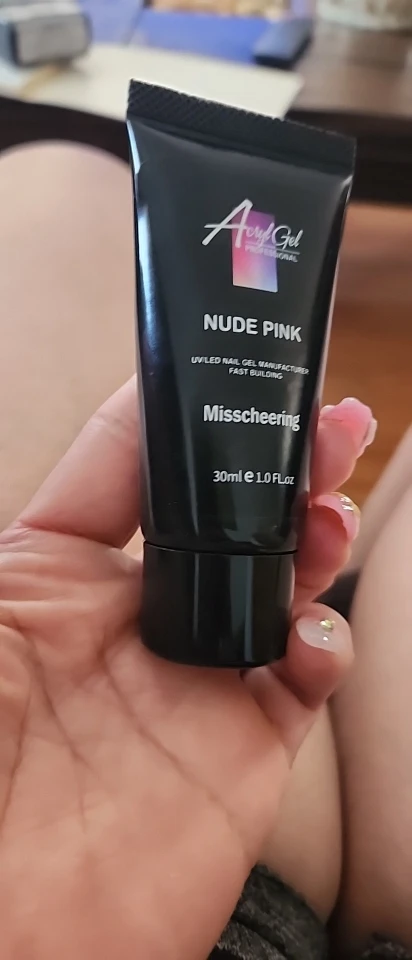 AcrylGel
PROFESSIONAL
NUDE PINK
UV/LED NAIL GEL MANUFACTURER
FAST BUILDING
Misscheering
30ml e 1.0 FL.oz